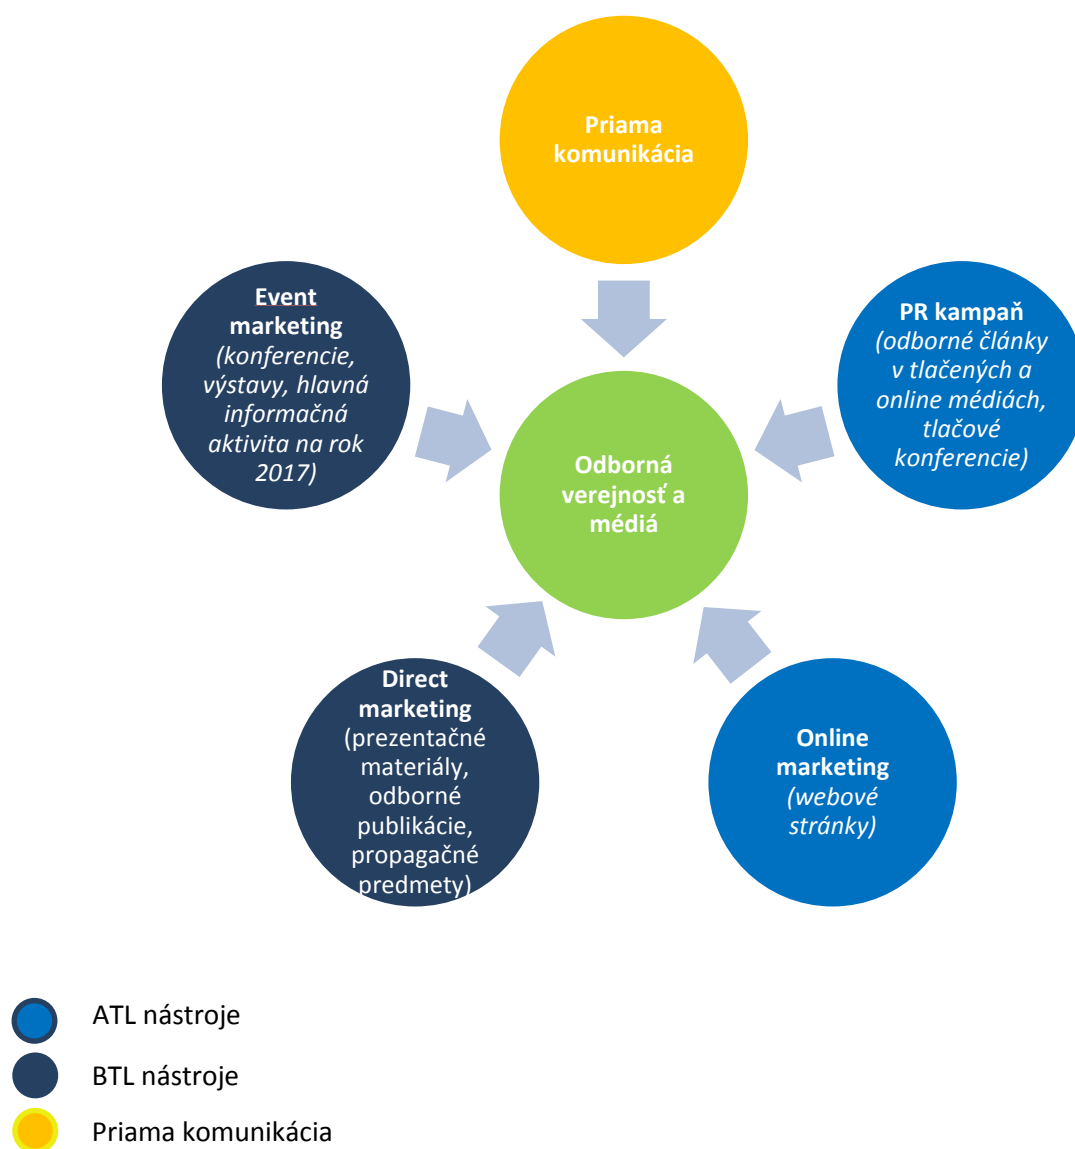 Priama
komunikácia
Event
marketing
(konferencie,
výstavy, hlavná
informačná
aktivita na rok
2017)
PR kampaň
(odborné články
v tlačených a
online médiách,
tlačové
konferencie)
Odborná
verejnosť a
médiá
Direct
marketing
(prezentačné
materiály,
odborné
publikácie,
propagačné
predmety)
Online
marketing
(webové
stránky)
ATL nástroje
BTL nástroje
Priama komunikácia